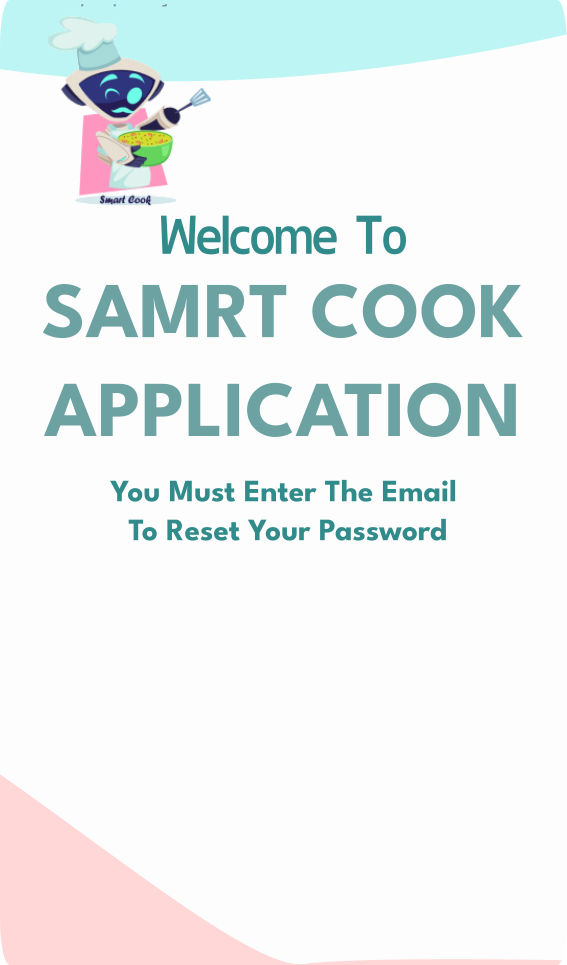 Smart Cook
Welcome To
SAMRT COOK
APPLICATION
You Must Enter The Email
To Reset Your Password